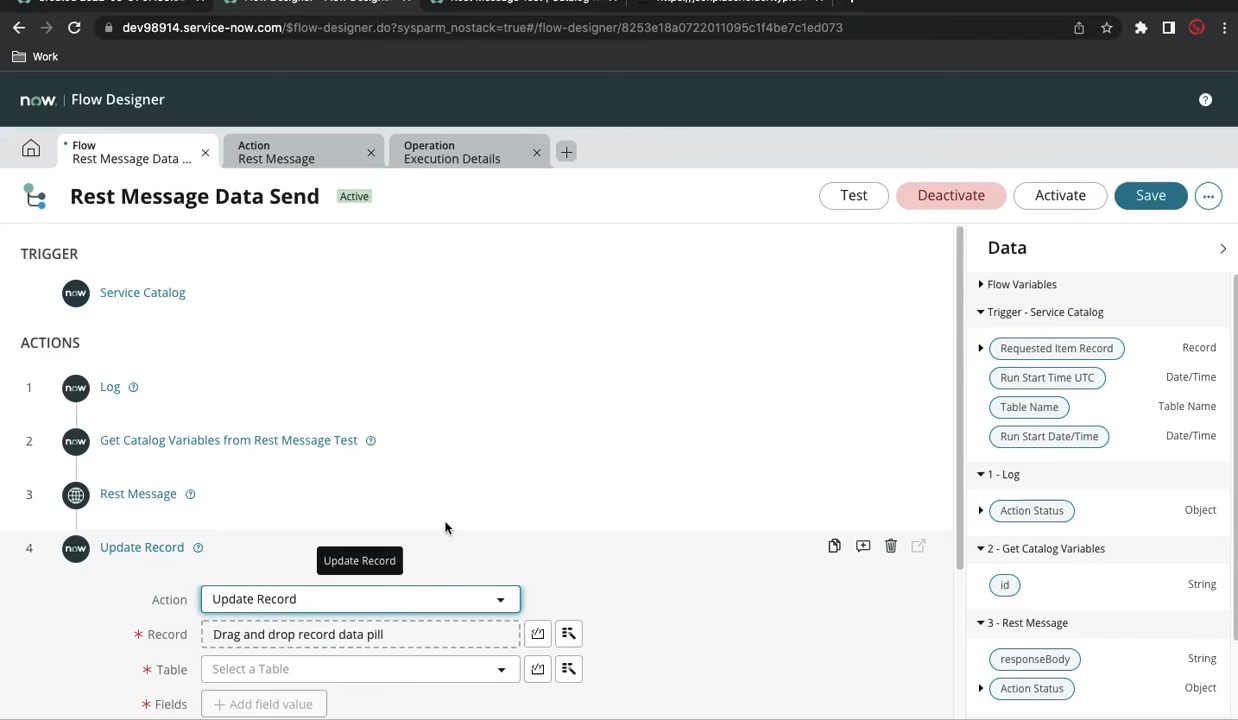 dev98914.service-now.com/$flow-designer.do?sysparm_nostack=true#/flow-designer/8253e18a0722011095c1f4be7c1ed073
Work
now. | Flow Designer
?
Flow
Rest Message Data ...
Action
Rest Message
Operation
Execution Details
Rest Message Data Send
Active
Test
Deactivate
Activate
Save
TRIGGER
now
Service Catalog
ACTIONS
1
now
Log
2
now
Get Catalog Variables from Rest Message Test
3
Rest Message
4
now
Update Record
Update Record
Action
Update Record
* Record
Drag and drop record data pill
* Table
Select a Table
* Fields
+ Add field value
Data
Flow Variables
Trigger - Service Catalog
Requested Item Record
Record
Run Start Time UTC
Date/Time
Table Name
Table Name
Run Start Date/Time
Date/Time
1 - Log
Action Status
Object
2 - Get Catalog Variables
id
String
3 - Rest Message
responseBody
String
Action Status
Object